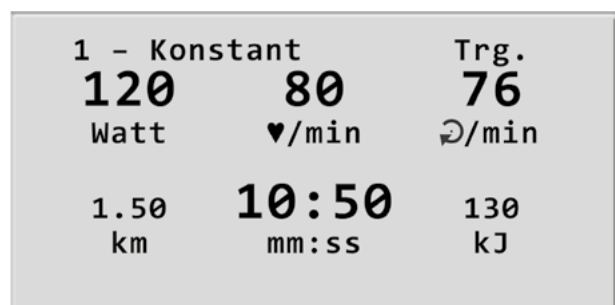 1 – Konstant Trg.
120 80 76
Watt ♥/min ⟲/min
1.50 10:50 130
km mm:ss kJ